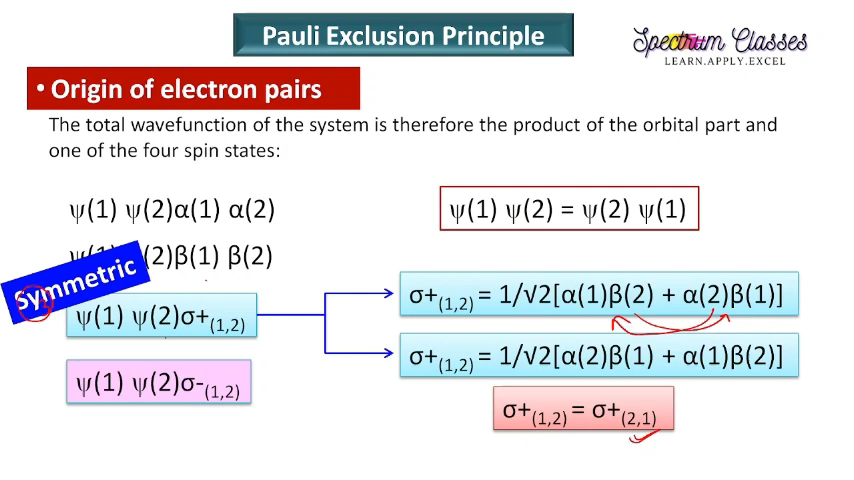 Pauli Exclusion Principle
Spectrum Classes
LEARN.APPLY.EXCEL
• Origin of electron pairs
The total wavefunction of the system is therefore the product of the orbital part and
one of the four spin states:
ψ(1) ψ(2)α(1) α(2)
ψ(1) ψ(2) = ψ(2) ψ(1)
(2)β(1) β(2)
Symmetric
ψ(1) ψ(2)σ+(1,2)
σ+(1,2) = 1/√2[α(1)β(2) + α(2)β(1)]
σ+(1,2) = 1/√2[α(2)β(1) + α(1)β(2)]
ψ(1) ψ(2)σ-(1,2)
σ+(1,2) = σ+(2,1)